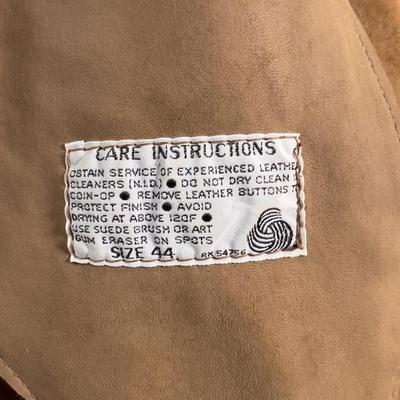 CARE INSTRUCTIONS
OBTAIN SERVICE OF EXPERIENCED LEATHE
CLEANERS (N.I.D.) ● DO NOT DRY CLEAN I
COIN-OP ● REMOVE LEATHER BUTTONS T
PROTECT FINISH ● AVOID
DRYING AT ABOVE 120F ●
USE SUEDE BRUSH OR ART
GUM ERASER ON SPOTS
SIZE 44 RN 54756